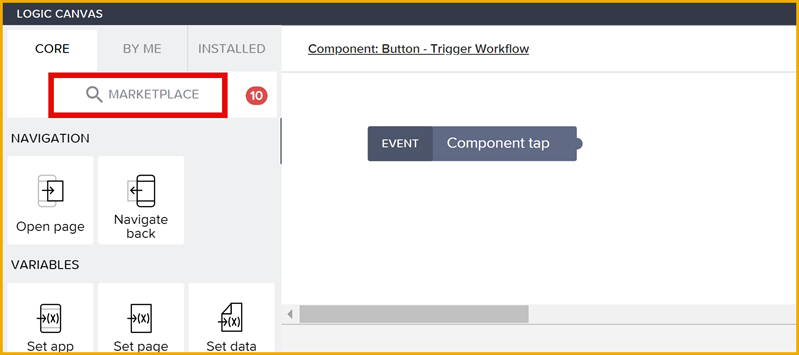 LOGIC CANVAS
CORE BY ME INSTALLED
MARKETPLACE 10
Component: Button - Trigger Workflow
EVENT Component tap
NAVIGATION
Open page
Navigate
back
VARIABLES
(X) (X) (X)
Set app Set page Set data